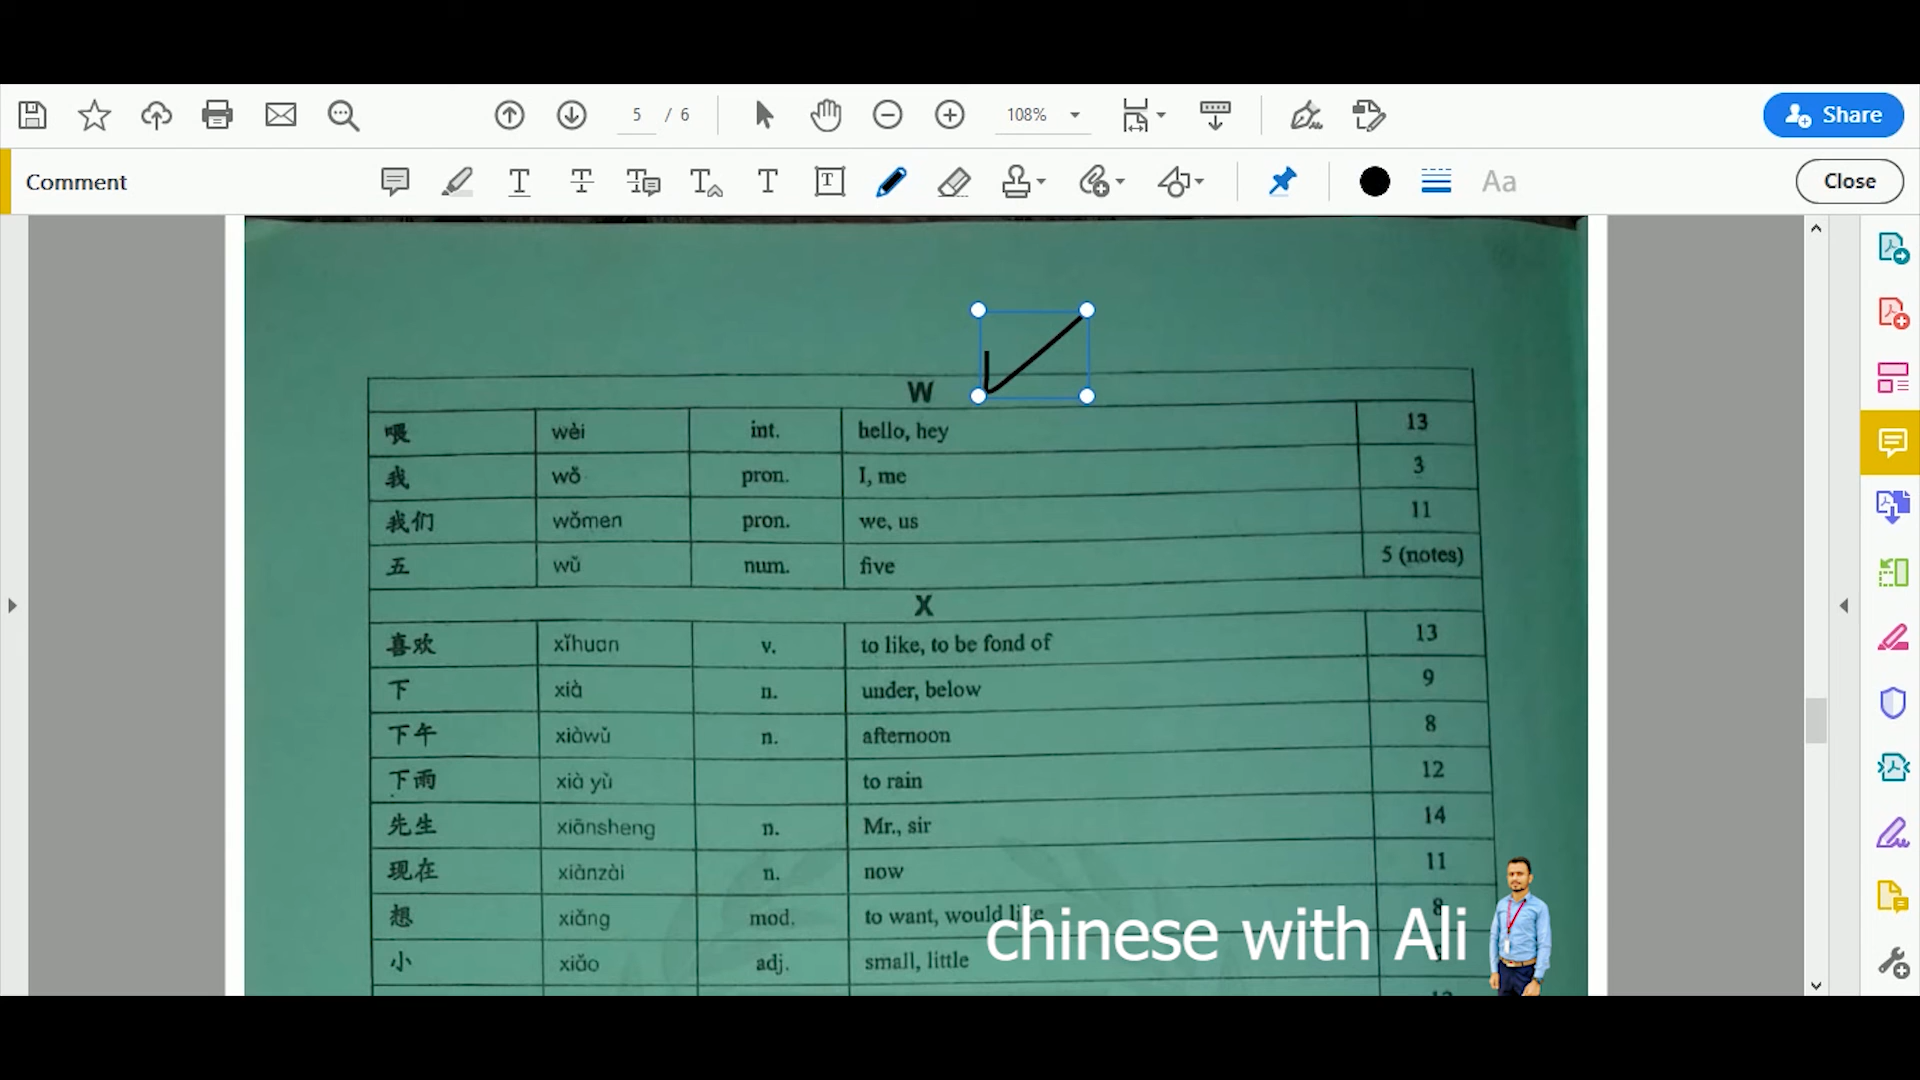 5 / 6 108% Share
Comment Aa Close
W
喂 wèi int. hello, hey 13
我 wǒ pron. I, me 3
我们 wǒmen pron. we, us 11
五 wǔ num. five 5 (notes)
X
喜欢 xǐhuan v. to like, to be fond of 13
下 xià n. under, below 9
下午 xiàwǔ n. afternoon 8
下雨 xià yǔ to rain 12
先生 xiānsheng n. Mr., sir 14
现在 xiànzài n. now 11
想 xiǎng mod. to want, would like 8
小 xiǎo adj. small, little
chinese with Ali